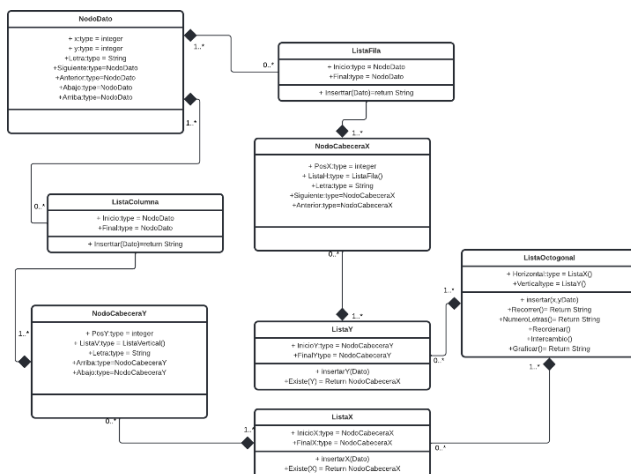 NodoDato
+ x:type = integer
+ y:type = integer
+Letra:type = String
+Siguiente:type=NodoDato
+Anterior:type=NodoDato
+Abajo:type=NodoDato
+Arriba:type=NodoDato
1..*
0..*
ListaFila
+ Inicio:type = NodoDato
+Final:type = NodoDato
+ Inserttar(Dato)=return String
1..*
1..*
NodoCabeceraX
+ PosX:type = integer
+ ListaH:type = ListaFila()
+Letra:type = String
+Siguiente:type=NodoCabeceraX
+Anterior:type=NodoCabeceraX
0..*
0..*
ListaColumna
+ Inicio:type = NodoDato
+Final:type = NodoDato
+ Inserttar(Dato)=return String
ListaOctogonal
+ Horizontal:type = ListaX()
+Vertical:type = ListaY()
+ insertar(x,yDato)
+Recorrer()= Return String
+NumeroLetras()= Return String
+Reordenar()
+Intercambio()
+Graficar()= Return String
1..*
1..*
NodoCabeceraY
+ PosY:type = integer
+ ListaV:type = ListaVertical()
+Letra:type = String
+Arriba:type=NodoCabeceraY
+Abajo:type=NodoCabeceraY
1..*
0..*
1..*
ListaY
+ InicioY:type = NodoCabeceraY
+FinalY:type = NodoCabeceraY
+ insertarY(Dato)
+Existe(Y) = Return NodoCabeceraX
0..*
1..*
ListaX
+ InicioX:type = NodoCabeceraX
+FinalX:type = NodoCabeceraX
+ insertarX(Dato)
+Existe(X) = Return NodoCabeceraX
0..*